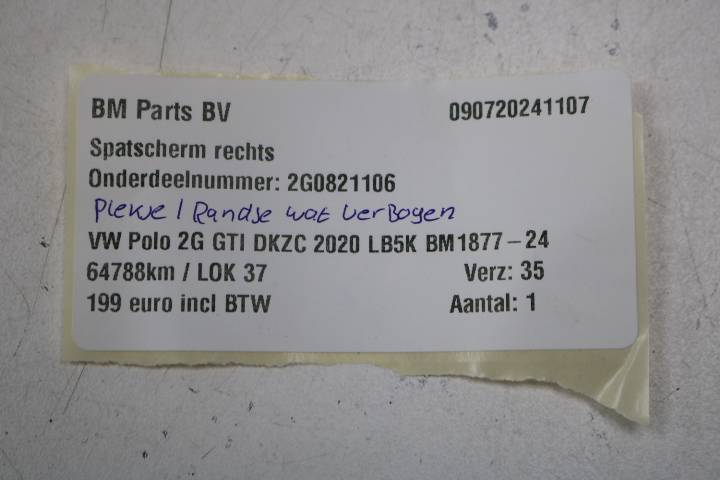 BM Parts BV 090720241107
Spatscherm rechts
Onderdeelnummer: 2G0821106
Plekje / Randje wat verbogen
VW Polo 2G GTI DKZC 2020 LB5K BM1877-24
64788km / LOK 37 Verz: 35
199 euro incl BTW Aantal: 1